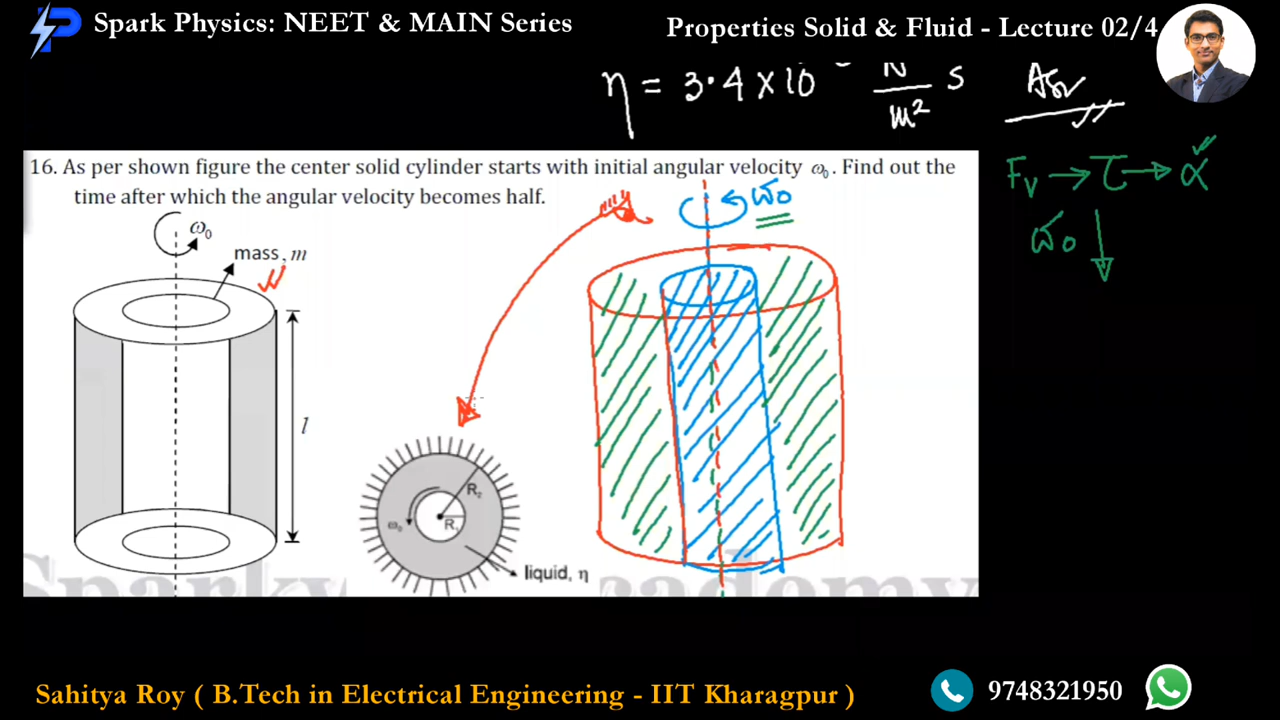 Spark Physics: NEET & MAIN Series
Properties Solid & Fluid - Lecture 02/4
η = 3.4 × 10 N/m² s Ans
16. As per shown figure the center solid cylinder starts with initial angular velocity ω₀. Find out the
time after which the angular velocity becomes half.
F_v → τ → α
ω₀ ↓
ω₀
ω₀
mass, m
l
R₂
ω₀
R₁
liquid, η
Sahitya Roy ( B.Tech in Electrical Engineering - IIT Kharagpur )
9748321950